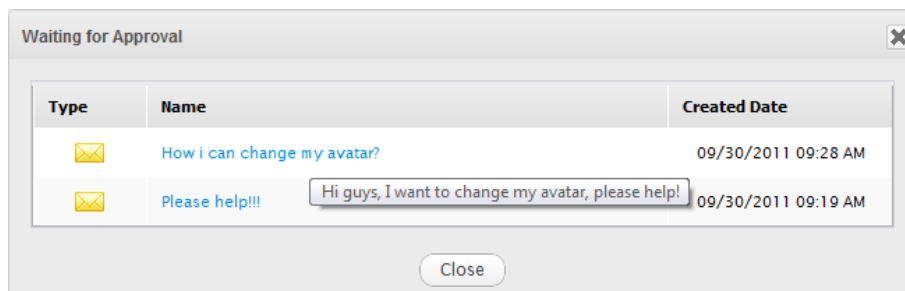 Waiting for Approval
Type Name Created Date
How i can change my avatar? 09/30/2011 09:28 AM
Please help!!! Hi guys, I want to change my avatar, please help! 09/30/2011 09:19 AM
Close